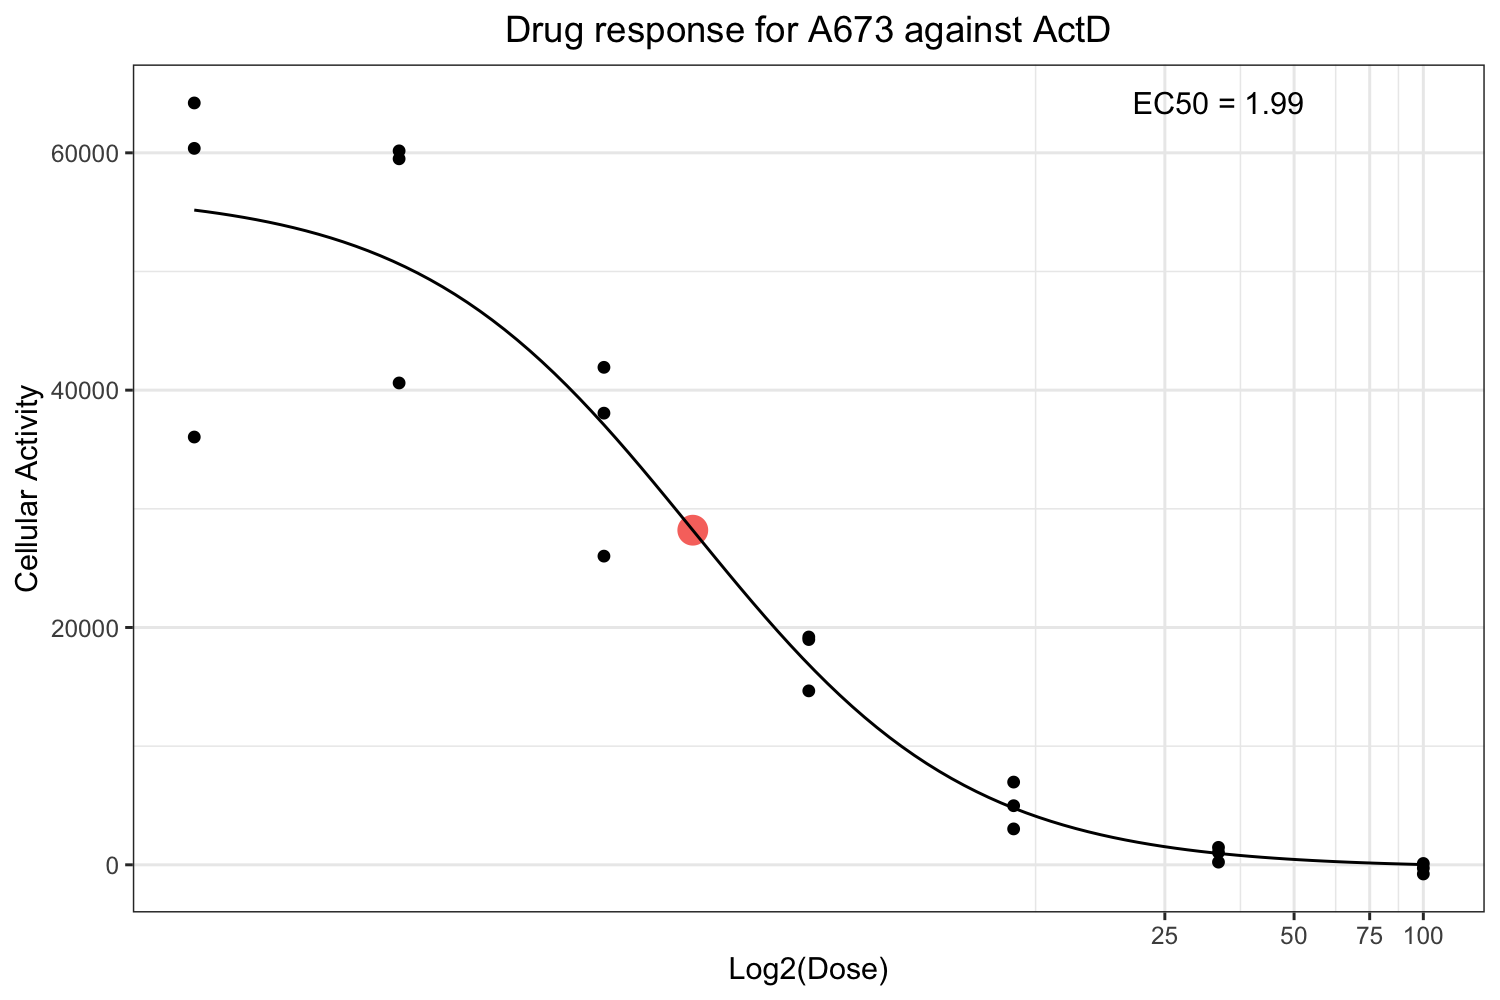 Drug response for A673 against ActD
EC50 = 1.99
60000
40000
20000
0
Cellular Activity
25 50 75 100
Log2(Dose)